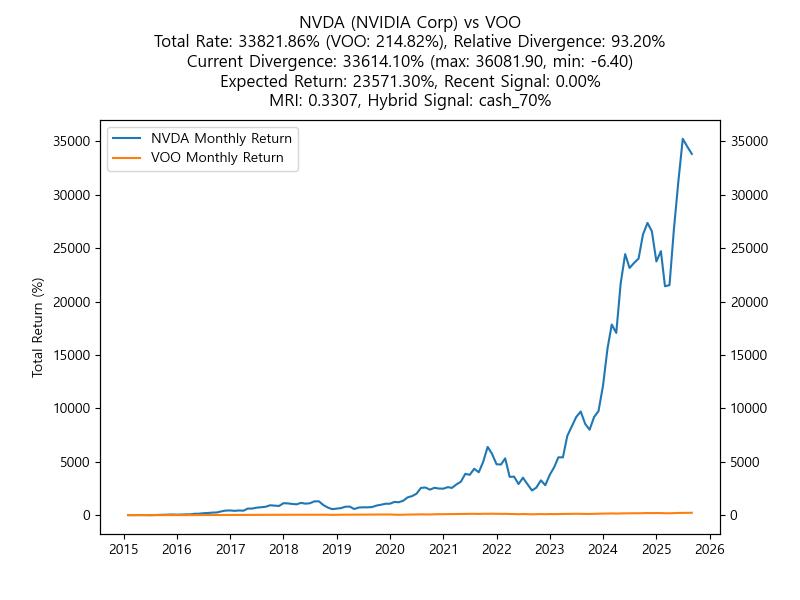 NVDA (NVIDIA Corp) vs VOO
Total Rate: 33821.86% (VOO: 214.82%), Relative Divergence: 93.20%
Current Divergence: 33614.10% (max: 36081.90, min: -6.40)
Expected Return: 23571.30%, Recent Signal: 0.00%
MRI: 0.3307, Hybrid Signal: cash_70%
NVDA Monthly Return
VOO Monthly Return
Total Return (%)
35000
30000
25000
20000
15000
10000
5000
0
35000
30000
25000
20000
15000
10000
5000
0
2015 2016 2017 2018 2019 2020 2021 2022 2023 2024 2025 2026